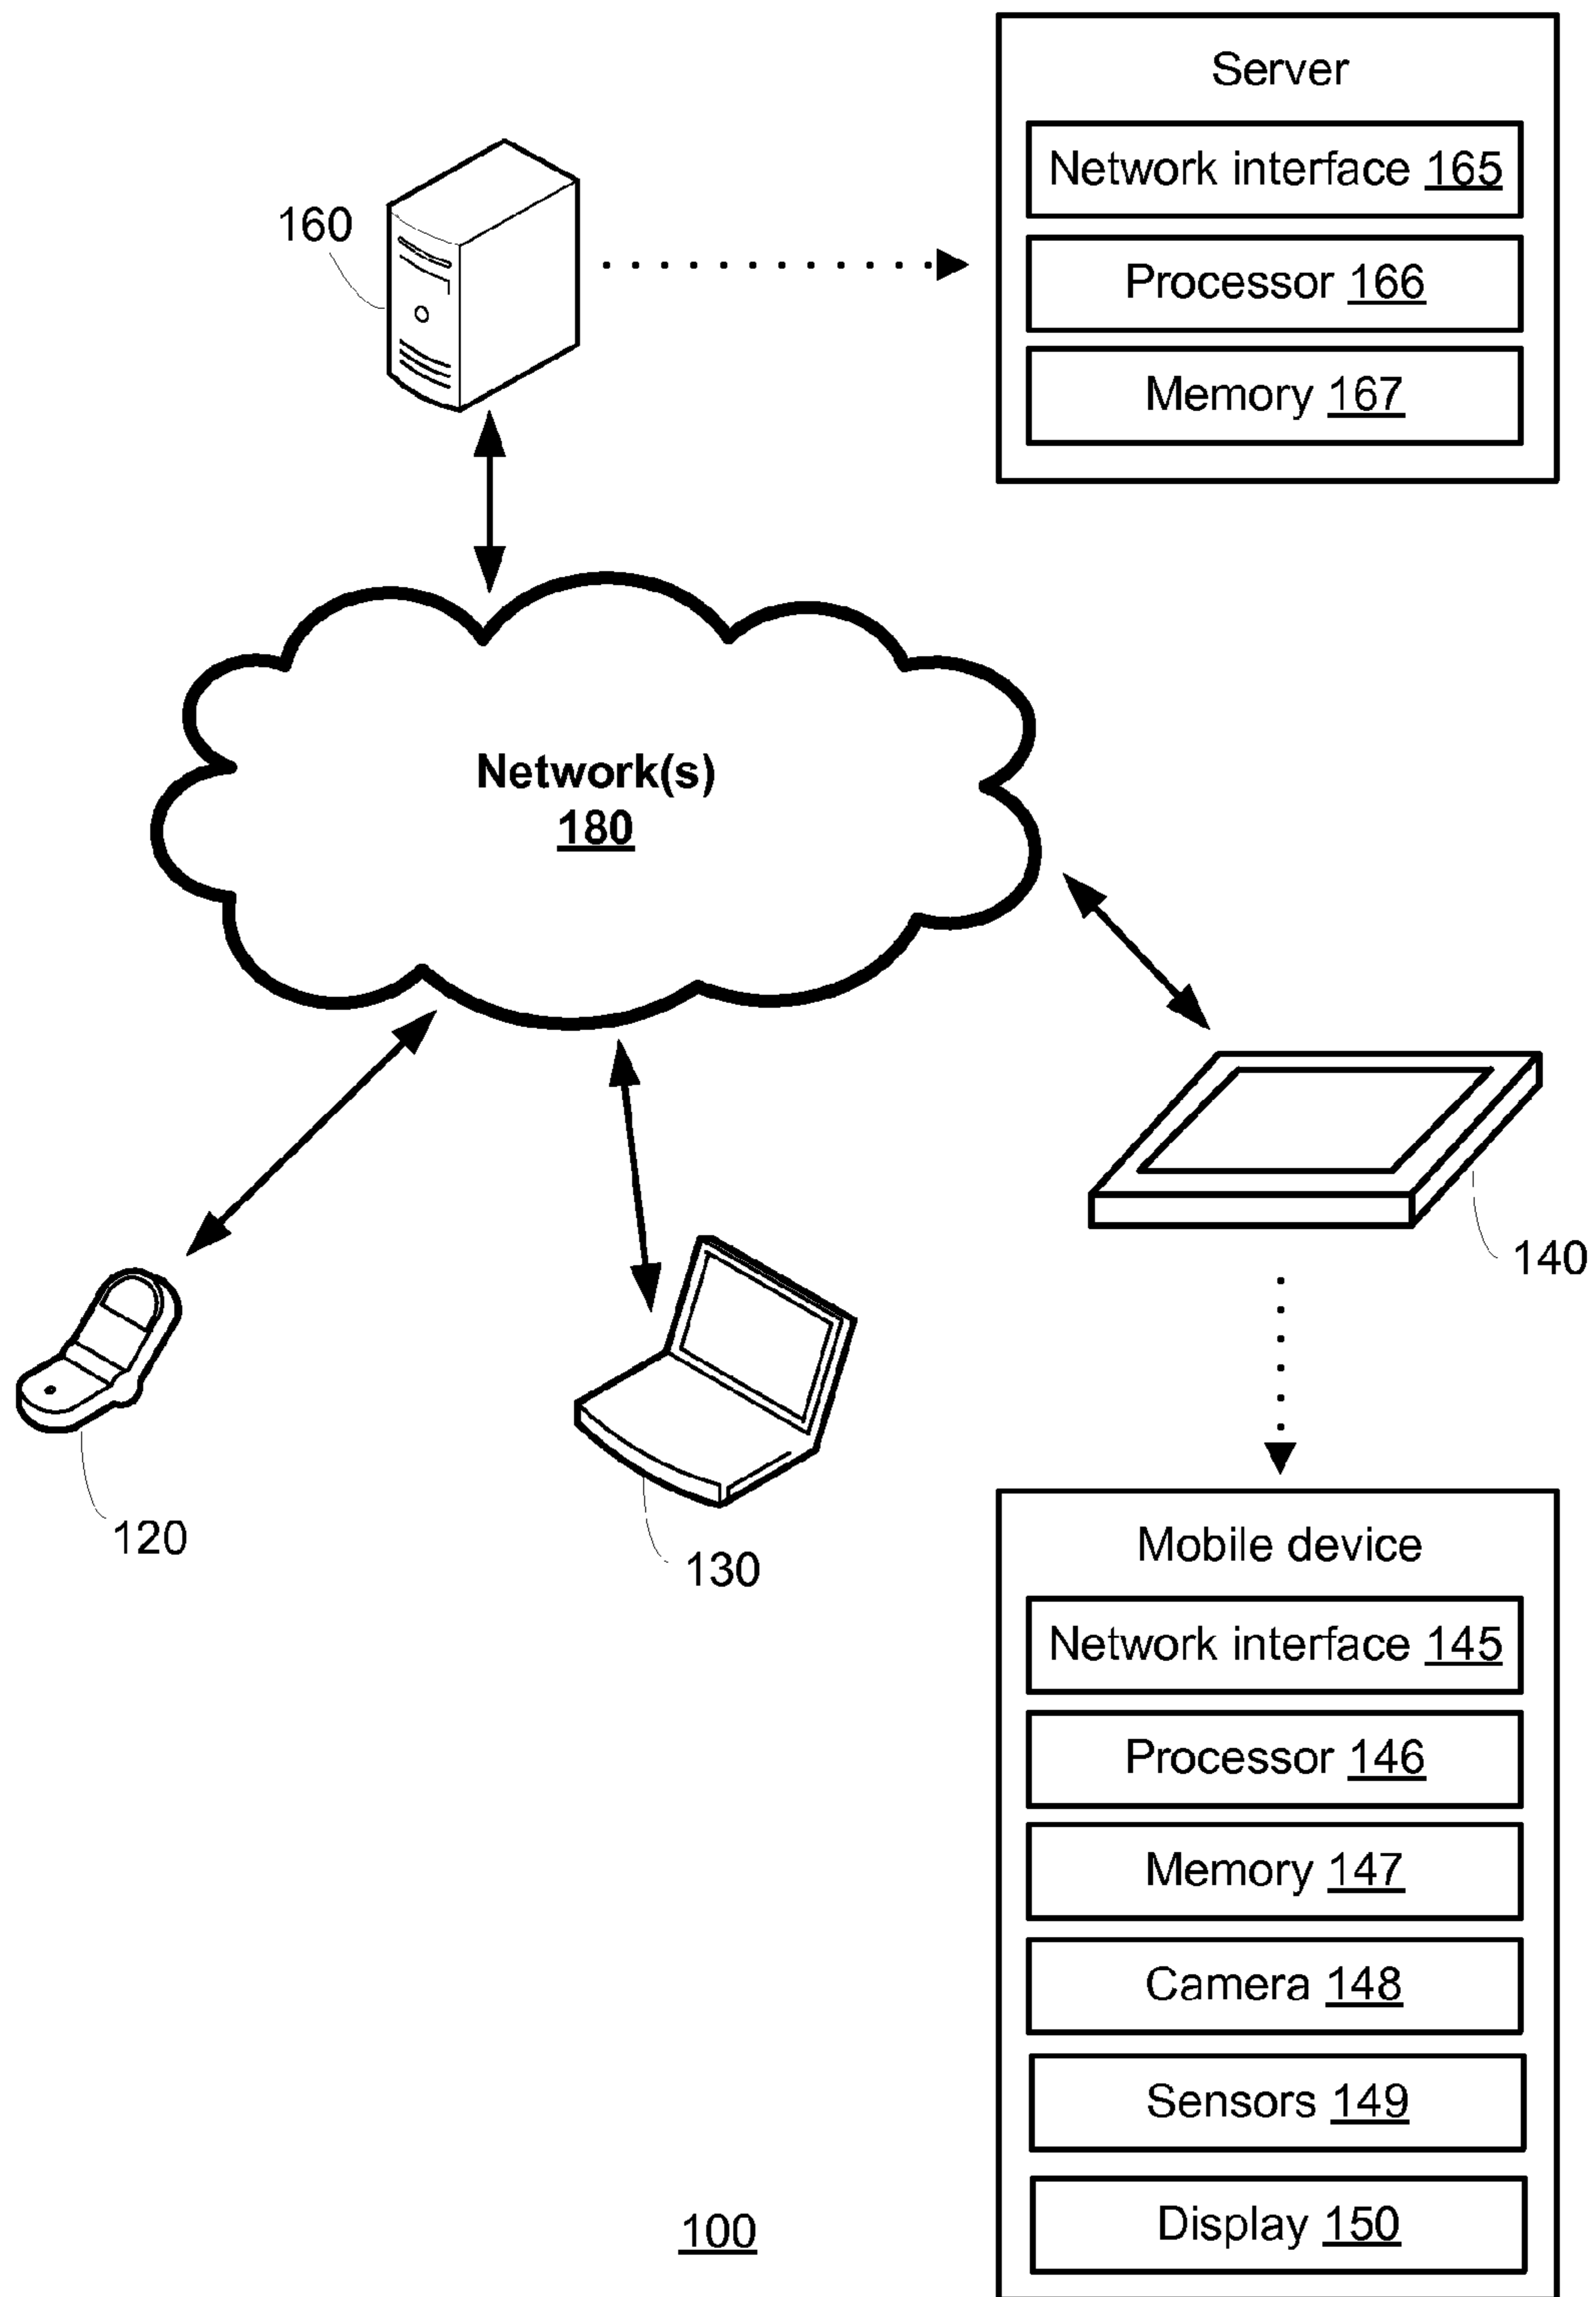 Server
Network interface 165
Processor 166
Memory 167
160
Network(s)
180
140
120
130
Mobile device
Network interface 145
Processor 146
Memory 147
Camera 148
Sensors 149
Display 150
100